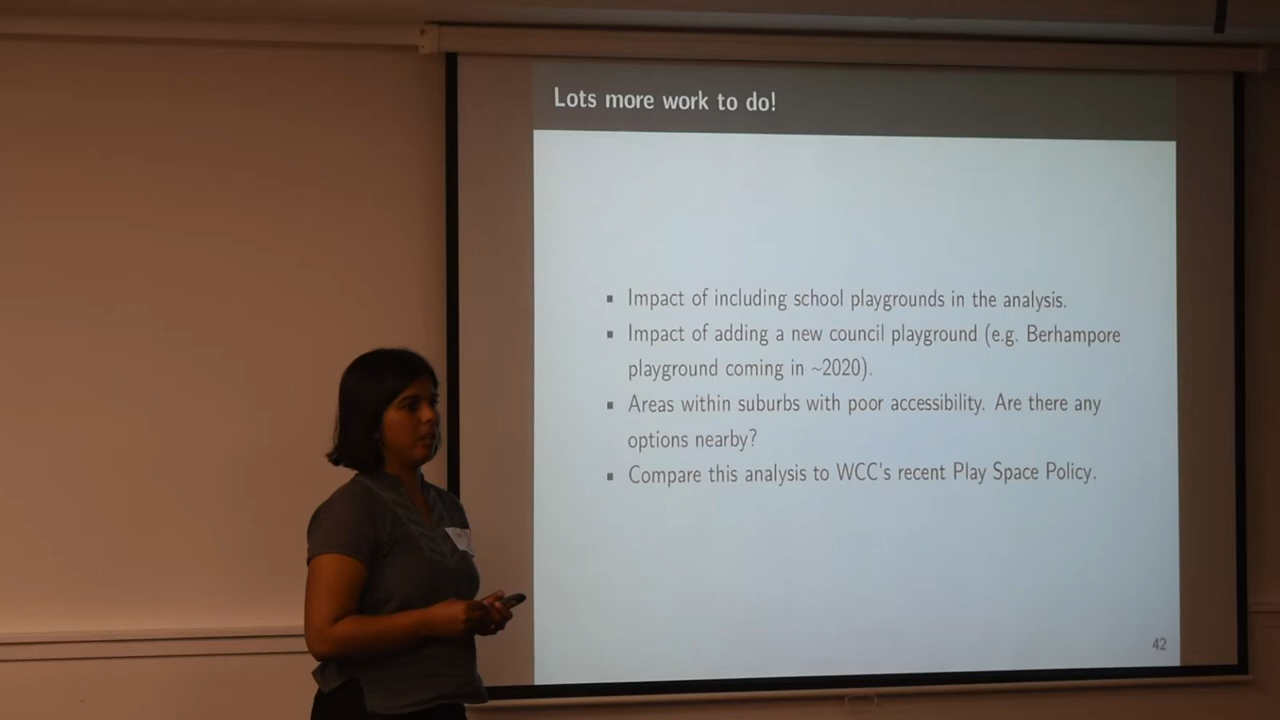 Lots more work to do!
▪ Impact of including school playgrounds in the analysis.
▪ Impact of adding a new council playground (e.g. Berhampore
playground coming in ~2020).
▪ Areas within suburbs with poor accessibility. Are there any
options nearby?
▪ Compare this analysis to WCC's recent Play Space Policy.
42